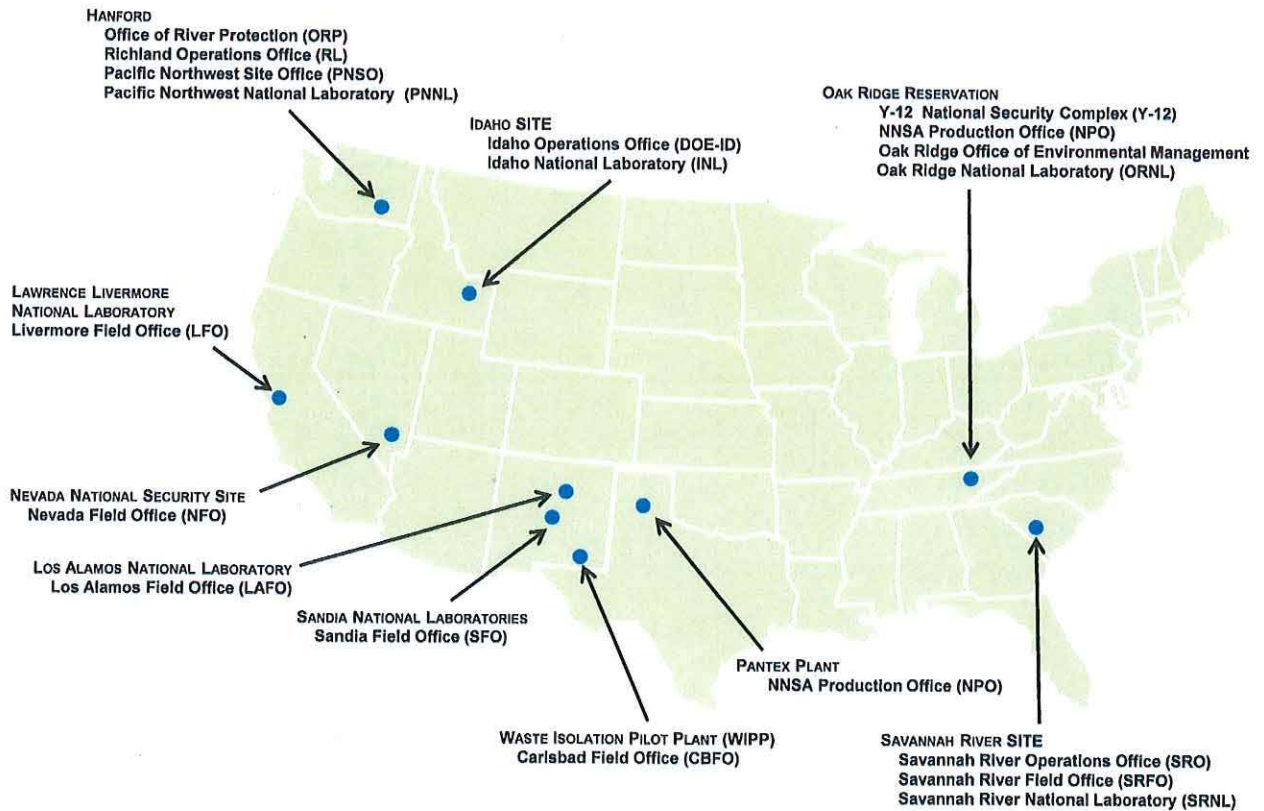 HANFORD
Office of River Protection (ORP)
Richland Operations Office (RL)
Pacific Northwest Site Office (PNSO)
Pacific Northwest National Laboratory (PNNL)
IDAHO SITE
Idaho Operations Office (DOE-ID)
Idaho National Laboratory (INL)
OAK RIDGE RESERVATION
Y-12 National Security Complex (Y-12)
NNSA Production Office (NPO)
Oak Ridge Office of Environmental Management
Oak Ridge National Laboratory (ORNL)
LAWRENCE LIVERMORE
NATIONAL LABORATORY
Livermore Field Office (LFO)
NEVADA NATIONAL SECURITY SITE
Nevada Field Office (NFO)
LOS ALAMOS NATIONAL LABORATORY
Los Alamos Field Office (LAFO)
SANDIA NATIONAL LABORATORIES
Sandia Field Office (SFO)
PANTEX PLANT
NNSA Production Office (NPO)
WASTE ISOLATION PILOT PLANT (WIPP)
Carlsbad Field Office (CBFO)
SAVANNAH RIVER SITE
Savannah River Operations Office (SRO)
Savannah River Field Office (SRFO)
Savannah River National Laboratory (SRNL)